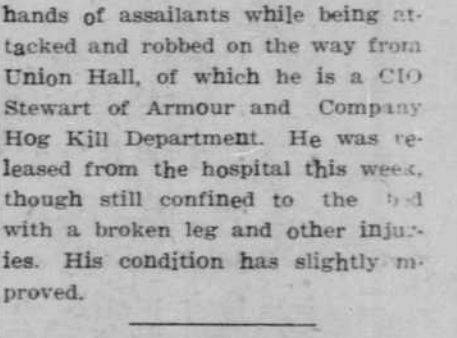 hands of assailants while being at-
tacked and robbed on the way from
Union Hall, of which he is a CIO
Stewart of Armour and Company
Hog Kill Department. He was re-
leased from the hospital this week,
though still confined to the bed
with a broken leg and other injur-
ies. His condition has slightly im-
proved.